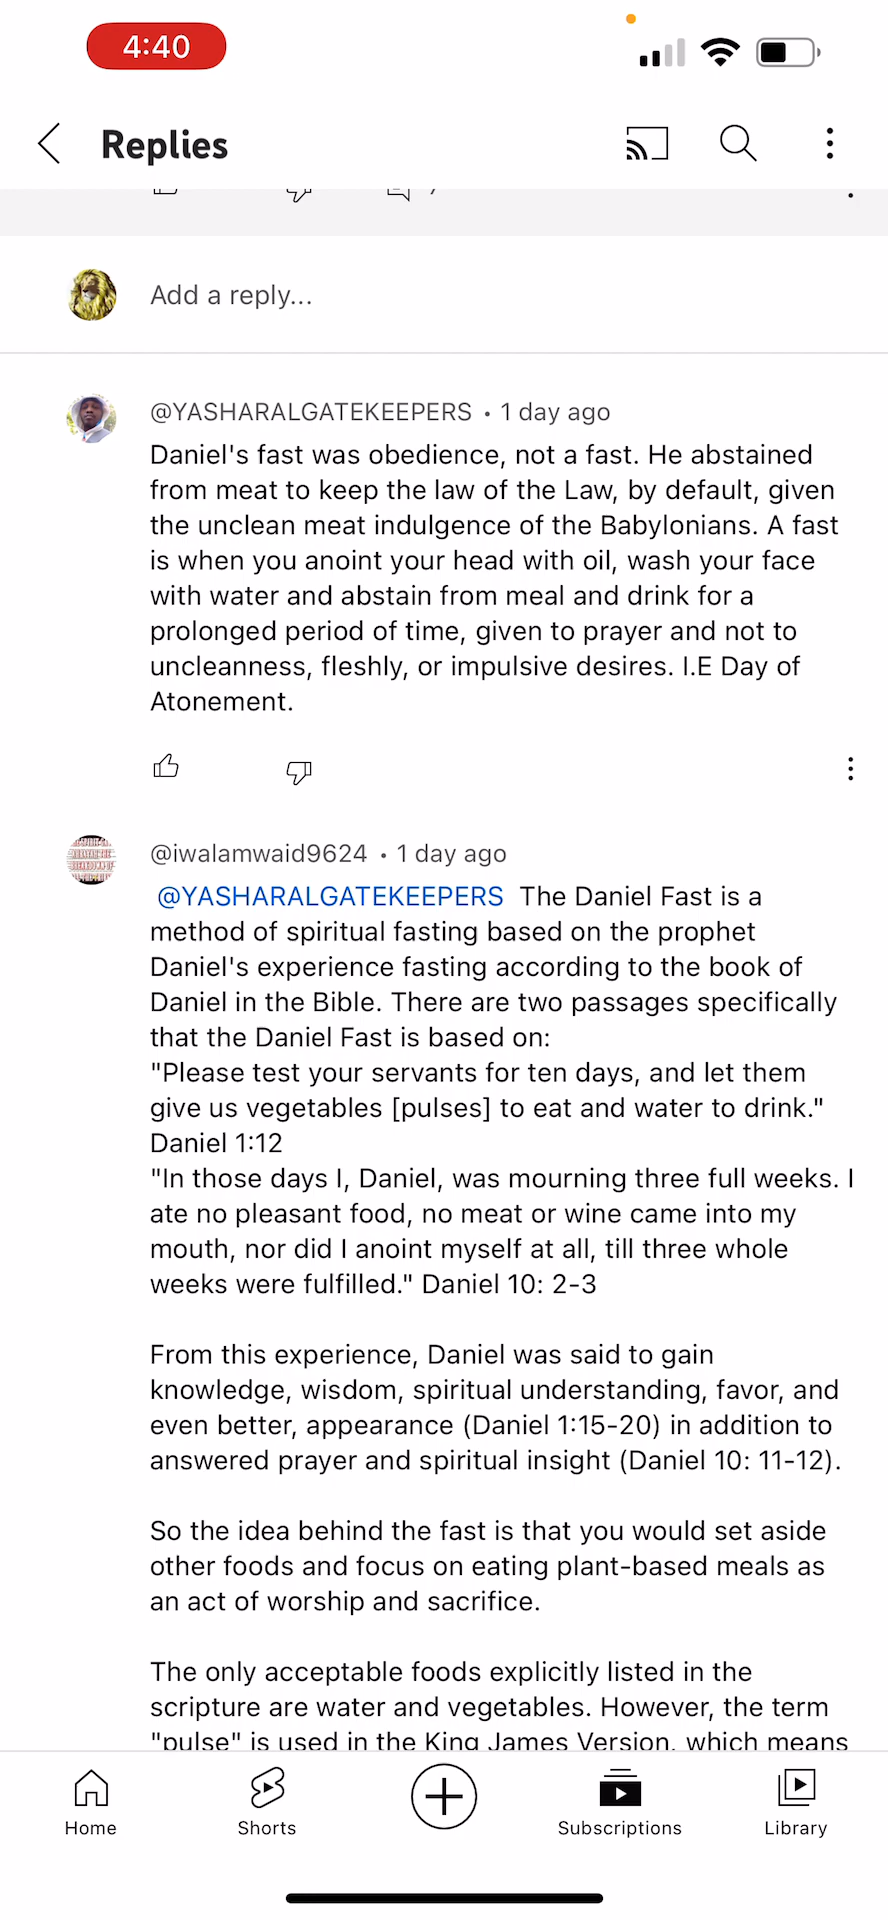 4:40
Replies
Add a reply...
@YASHARALGATEKEEPERS • 1 day ago
Daniel's fast was obedience, not a fast. He abstained
from meat to keep the law of the Law, by default, given
the unclean meat indulgence of the Babylonians. A fast
is when you anoint your head with oil, wash your face
with water and abstain from meal and drink for a
prolonged period of time, given to prayer and not to
uncleanness, fleshly, or impulsive desires. I.E Day of
Atonement.
@iwalamwaid9624 • 1 day ago
@YASHARALGATEKEEPERS The Daniel Fast is a
method of spiritual fasting based on the prophet
Daniel's experience fasting according to the book of
Daniel in the Bible. There are two passages specifically
that the Daniel Fast is based on:
"Please test your servants for ten days, and let them
give us vegetables [pulses] to eat and water to drink."
Daniel 1:12
"In those days I, Daniel, was mourning three full weeks. I
ate no pleasant food, no meat or wine came into my
mouth, nor did I anoint myself at all, till three whole
weeks were fulfilled." Daniel 10: 2-3
From this experience, Daniel was said to gain
knowledge, wisdom, spiritual understanding, favor, and
even better, appearance (Daniel 1:15-20) in addition to
answered prayer and spiritual insight (Daniel 10: 11-12).
So the idea behind the fast is that you would set aside
other foods and focus on eating plant-based meals as
an act of worship and sacrifice.
The only acceptable foods explicitly listed in the
scripture are water and vegetables. However, the term
"pulse" is used in the King James Version, which means
Home
Shorts
Subscriptions
Library